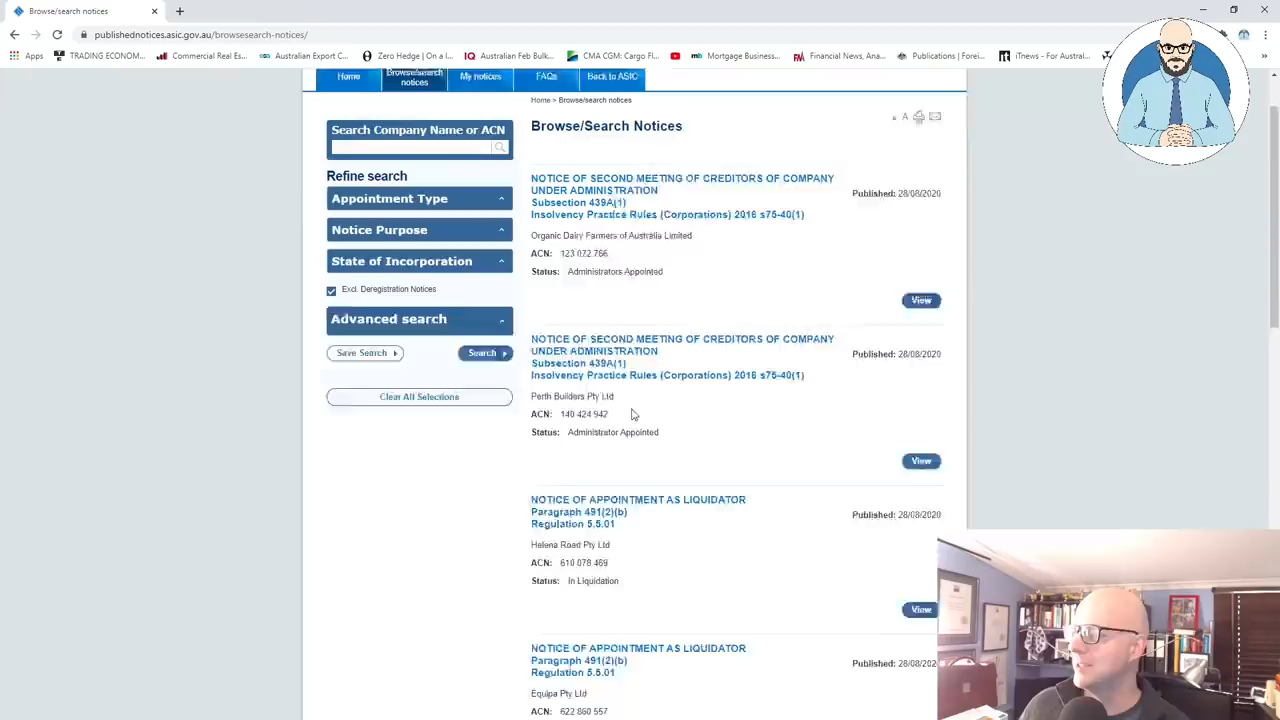 Browse/search notices
publishednotices.asic.gov.au/browsesearch-notices/
Apps
TRADING ECONOM...
Commercial Real Es...
Australian Export C...
Zero Hedge | On a l...
Australian Feb Bulk...
CMA CGM: Cargo Fl...
Mortgage Business...
Financial News, Ana...
Publications | Forei...
iTnews - For Austral...
Home
Browse/search
notices
My notices
FAQs
Back to ASIC
Home > Browse/search notices
Browse/Search Notices
A A
Search Company Name or ACN
Refine search
Appointment Type
Notice Purpose
State of Incorporation
Excl. Deregistration Notices
Advanced search
Save Search
Search
Clear All Selections
NOTICE OF SECOND MEETING OF CREDITORS OF COMPANY
UNDER ADMINISTRATION
Subsection 439A(1)
Insolvency Practice Rules (Corporations) 2016 s75-40(1)
Published: 28/08/2020
Organic Dairy Farmers of Australia Limited
ACN: 123 072 766
Status: Administrators Appointed
View
NOTICE OF SECOND MEETING OF CREDITORS OF COMPANY
UNDER ADMINISTRATION
Subsection 439A(1)
Insolvency Practice Rules (Corporations) 2016 s75-40(1)
Published: 28/08/2020
Perth Builders Pty Ltd
ACN: 140 424 942
Status: Administrator Appointed
View
NOTICE OF APPOINTMENT AS LIQUIDATOR
Paragraph 491(2)(b)
Regulation 5.5.01
Published: 28/08/2020
Helena Road Pty Ltd
ACN: 610 078 469
Status: In Liquidation
View
NOTICE OF APPOINTMENT AS LIQUIDATOR
Paragraph 491(2)(b)
Regulation 5.5.01
Published: 28/08/202
Equipa Pty Ltd
ACN: 622 860 557